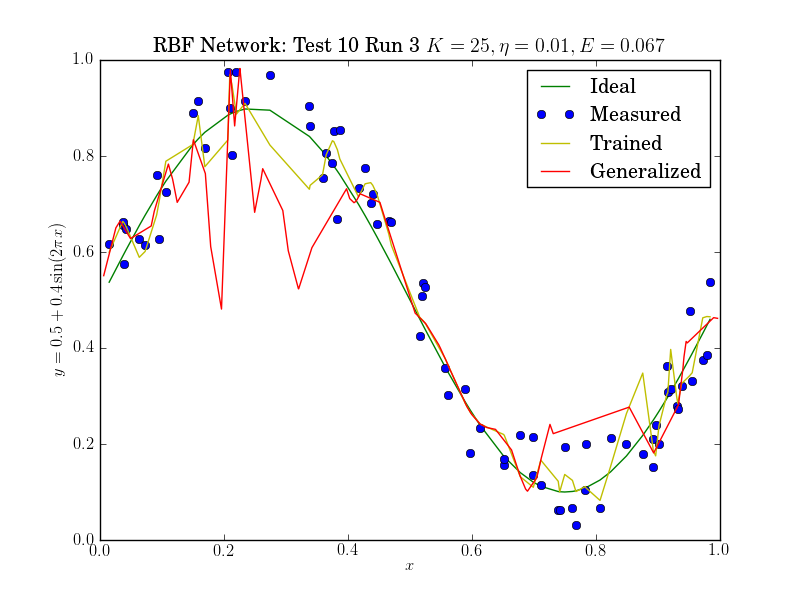 RBF Network: Test 10 Run 3 K = 25, η = 0.01, E = 0.067
1.0
0.8
0.6
0.4
0.2
0.0
y = 0.5 + 0.4 sin(2πx)
Ideal
Measured
Trained
Generalized
0.0 0.2 0.4 0.6 0.8 1.0
x